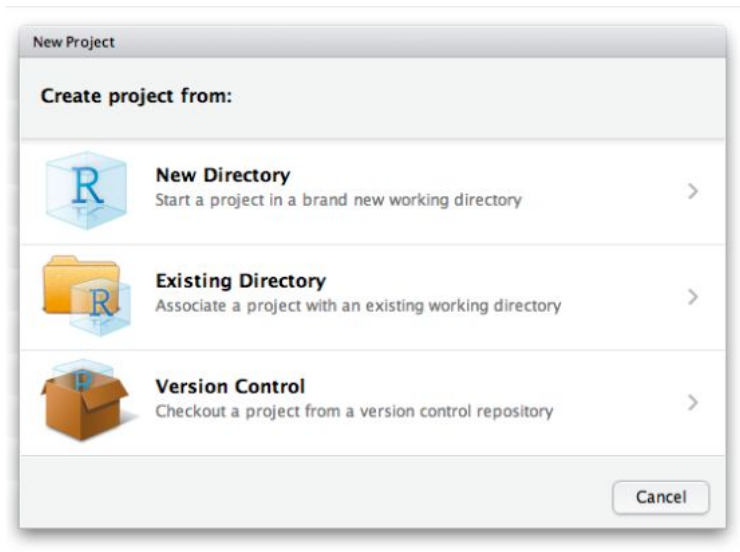 New Project
Create project from:
R
New Directory
Start a project in a brand new working directory
R
Existing Directory
Associate a project with an existing working directory
R
Version Control
Checkout a project from a version control repository
Cancel